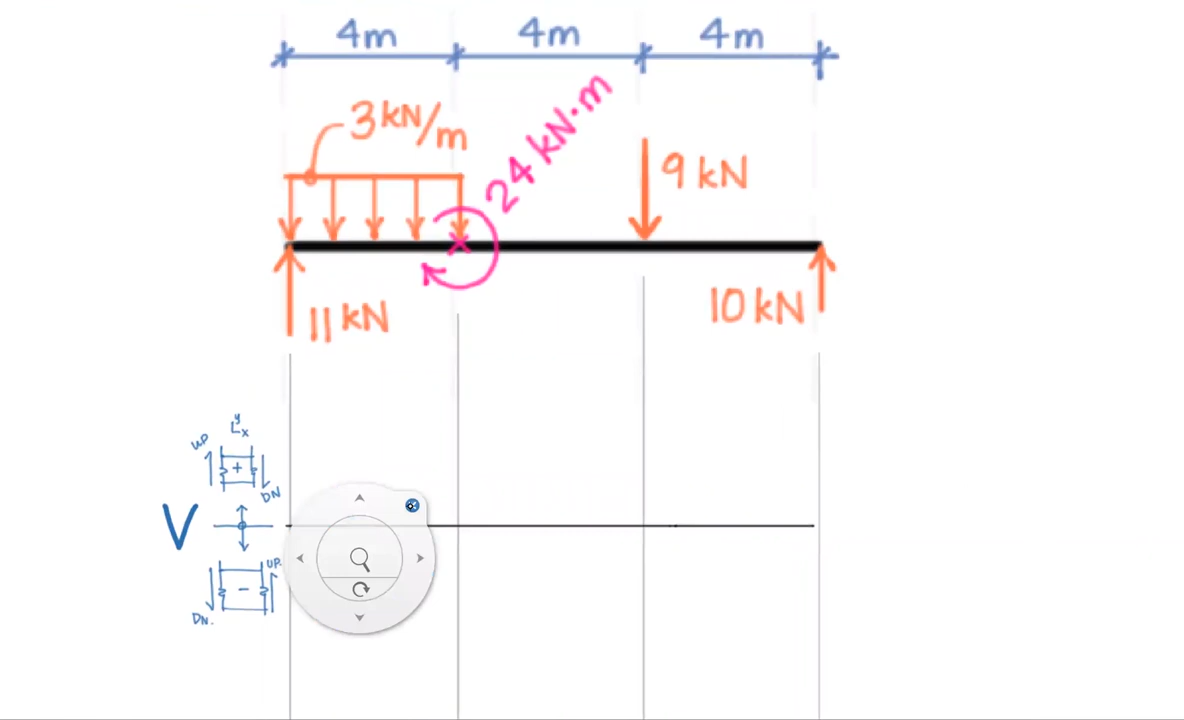 4m 4m 4m
3kN/m
24 kN·m
9 kN
11 kN
10 kN
y
x
UP
+
DN
V
UP.
-
DN.